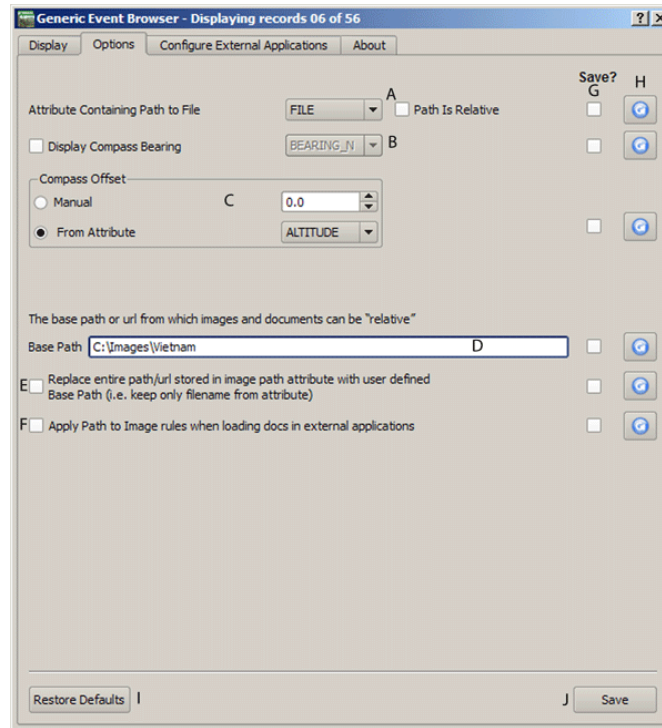 Generic Event Browser - Displaying records 06 of 56
Display Options Configure External Applications About
Save?
A G H
Attribute Containing Path to File FILE Path Is Relative
Display Compass Bearing BEARING_N B
Compass Offset
Manual C 0.0
From Attribute ALTITUDE
The base path or url from which images and documents can be "relative"
Base Path C:\Images\Vietnam D
E Replace entire path/url stored in image path attribute with user defined
Base Path (i.e. keep only filename from attribute)
F Apply Path to Image rules when loading docs in external applications
Restore Defaults I J Save